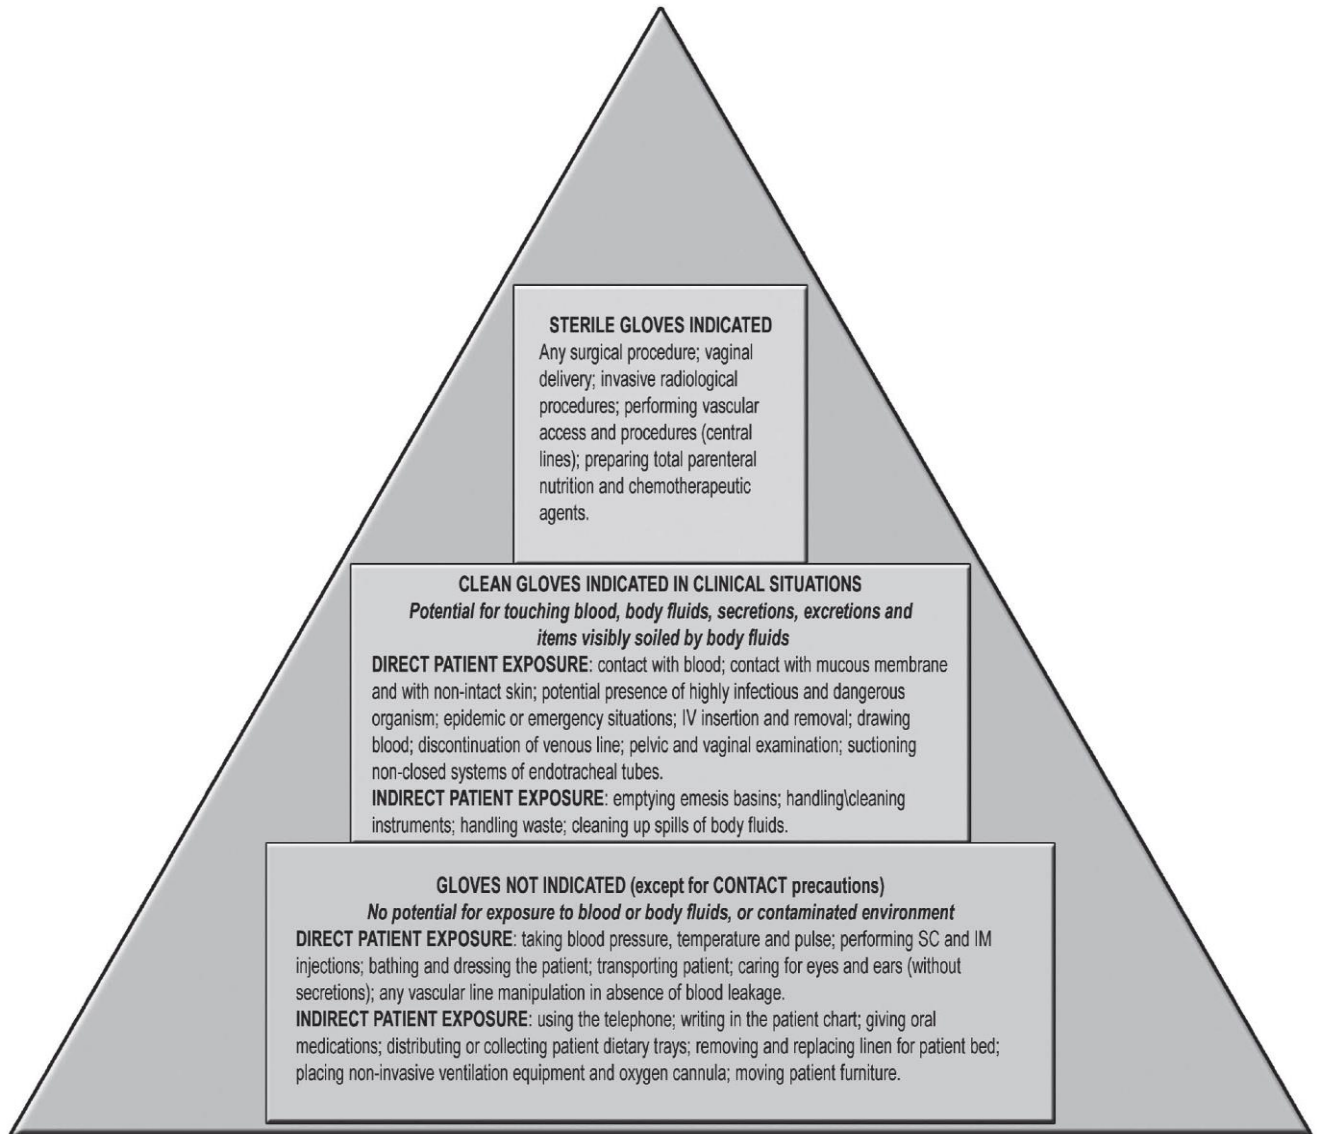 STERILE GLOVES INDICATED
Any surgical procedure; vaginal
delivery; invasive radiological
procedures; performing vascular
access and procedures (central
lines); preparing total parenteral
nutrition and chemotherapeutic
agents.
CLEAN GLOVES INDICATED IN CLINICAL SITUATIONS
Potential for touching blood, body fluids, secretions, excretions and
items visibly soiled by body fluids
DIRECT PATIENT EXPOSURE: contact with blood; contact with mucous membrane
and with non-intact skin; potential presence of highly infectious and dangerous
organism; epidemic or emergency situations; IV insertion and removal; drawing
blood; discontinuation of venous line; pelvic and vaginal examination; suctioning
non-closed systems of endotracheal tubes.
INDIRECT PATIENT EXPOSURE: emptying emesis basins; handling\cleaning
instruments; handling waste; cleaning up spills of body fluids.
GLOVES NOT INDICATED (except for CONTACT precautions)
No potential for exposure to blood or body fluids, or contaminated environment
DIRECT PATIENT EXPOSURE: taking blood pressure, temperature and pulse; performing SC and IM
injections; bathing and dressing the patient; transporting patient; caring for eyes and ears (without
secretions); any vascular line manipulation in absence of blood leakage.
INDIRECT PATIENT EXPOSURE: using the telephone; writing in the patient chart; giving oral
medications; distributing or collecting patient dietary trays; removing and replacing linen for patient bed;
placing non-invasive ventilation equipment and oxygen cannula; moving patient furniture.